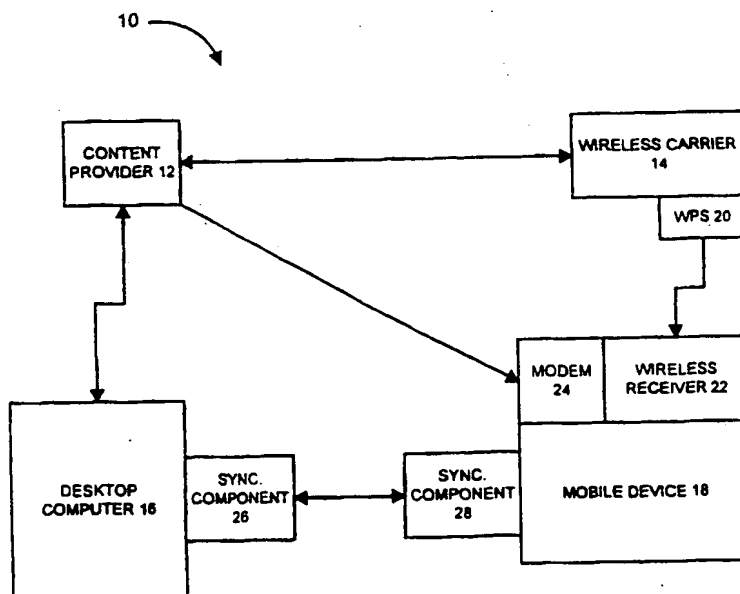 10
CONTENT
PROVIDER 12
WIRELESS CARRIER
14
WPS 20
MODEM
24
WIRELESS
RECEIVER 22
DESKTOP
COMPUTER 16
SYNC.
COMPONENT
26
SYNC.
COMPONENT
28
MOBILE DEVICE 18